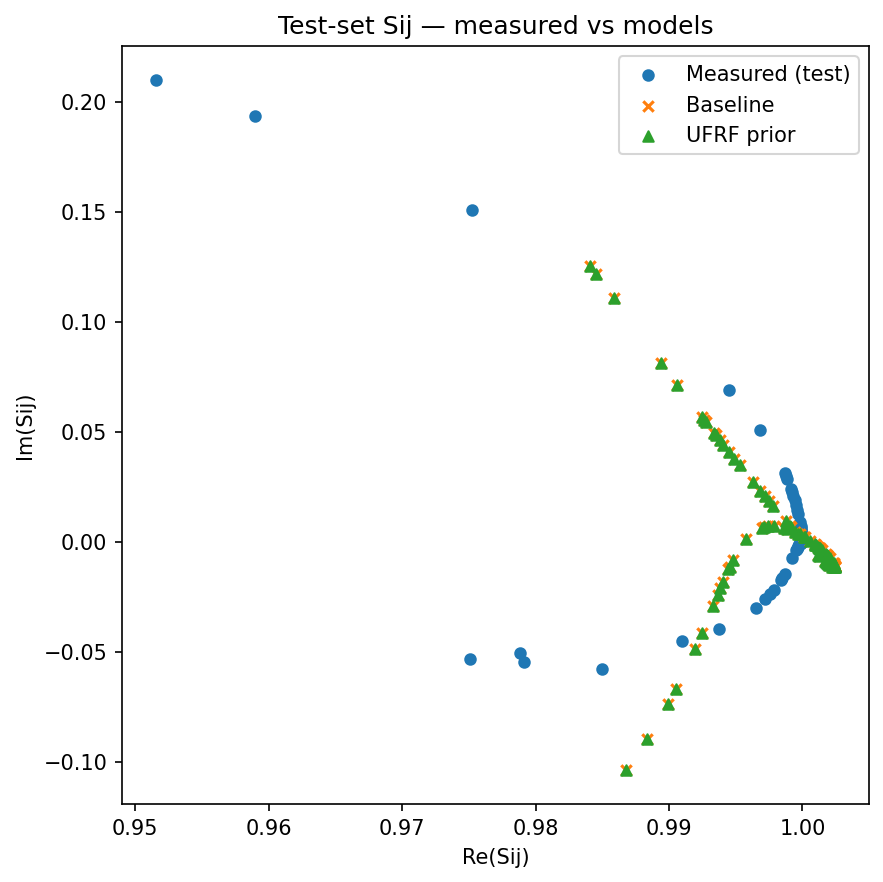 Test-set Sij — measured vs models
Measured (test)
Baseline
UFRF prior
0.20
0.15
0.10
0.05
0.00
−0.05
−0.10
Im(Sij)
0.95 0.96 0.97 0.98 0.99 1.00
Re(Sij)